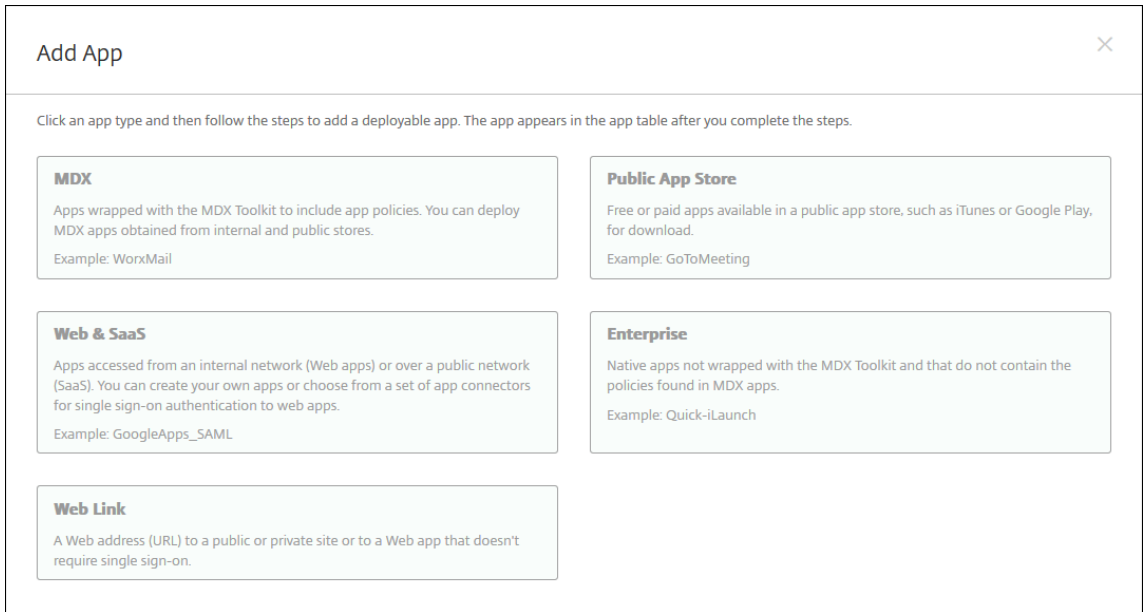 Add App
Click an app type and then follow the steps to add a deployable app. The app appears in the app table after you complete the steps.
MDX
Apps wrapped with the MDX Toolkit to include app policies. You can deploy
MDX apps obtained from internal and public stores.
Example: WorxMail
Public App Store
Free or paid apps available in a public app store, such as iTunes or Google Play,
for download.
Example: GoToMeeting
Web & SaaS
Apps accessed from an internal network (Web apps) or over a public network
(SaaS). You can create your own apps or choose from a set of app connectors
for single sign-on authentication to web apps.
Example: GoogleApps_SAML
Enterprise
Native apps not wrapped with the MDX Toolkit and that do not contain the
policies found in MDX apps.
Example: Quick-iLaunch
Web Link
A Web address (URL) to a public or private site or to a Web app that doesn't
require single sign-on.